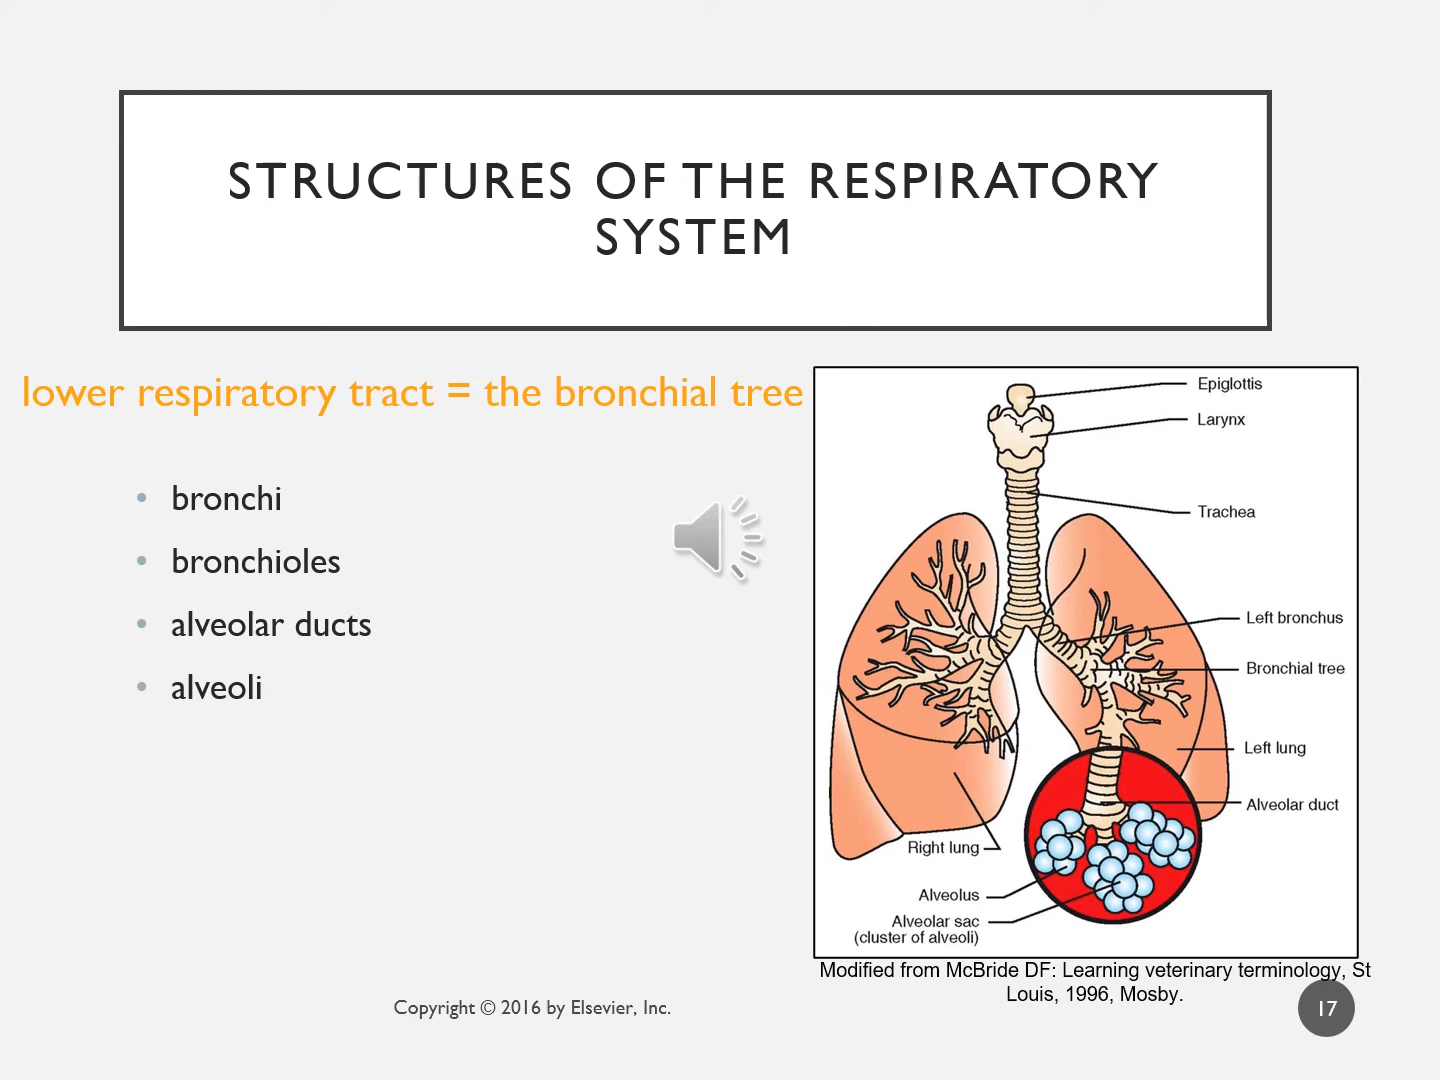 STRUCTURES OF THE RESPIRATORY
SYSTEM
lower respiratory tract = the bronchial tree
• bronchi
• bronchioles
• alveolar ducts
• alveoli
Epiglottis
Larynx
Trachea
Left bronchus
Bronchial tree
Left lung
Alveolar duct
Right lung
Alveolus
Alveolar sac
(cluster of alveoli)
Modified from McBride DF: Learning veterinary terminology, St
Louis, 1996, Mosby.
Copyright © 2016 by Elsevier, Inc.
17